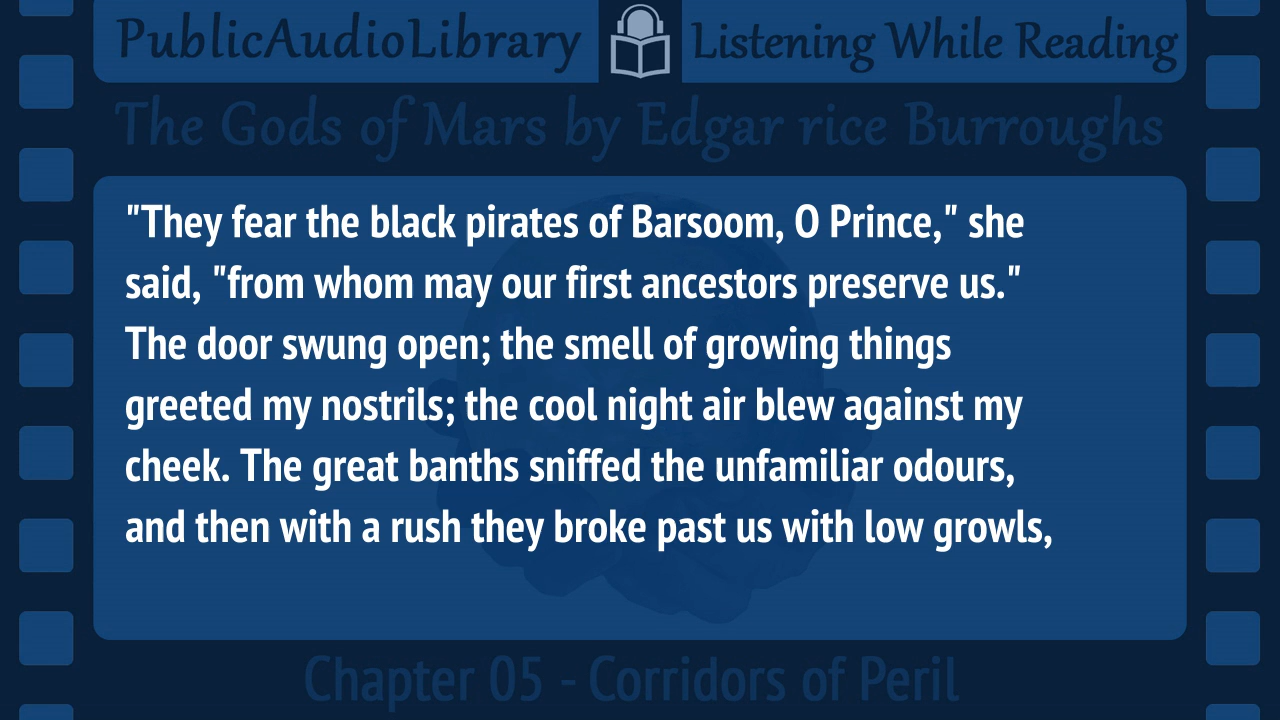 PublicAudioLibrary Listening While Reading
The Gods of Mars by Edgar rice Burroughs
"They fear the black pirates of Barsoom, O Prince," she
said, "from whom may our first ancestors preserve us."
The door swung open; the smell of growing things
greeted my nostrils; the cool night air blew against my
cheek. The great banths sniffed the unfamiliar odours,
and then with a rush they broke past us with low growls,
Chapter 05 - Corridors of Peril